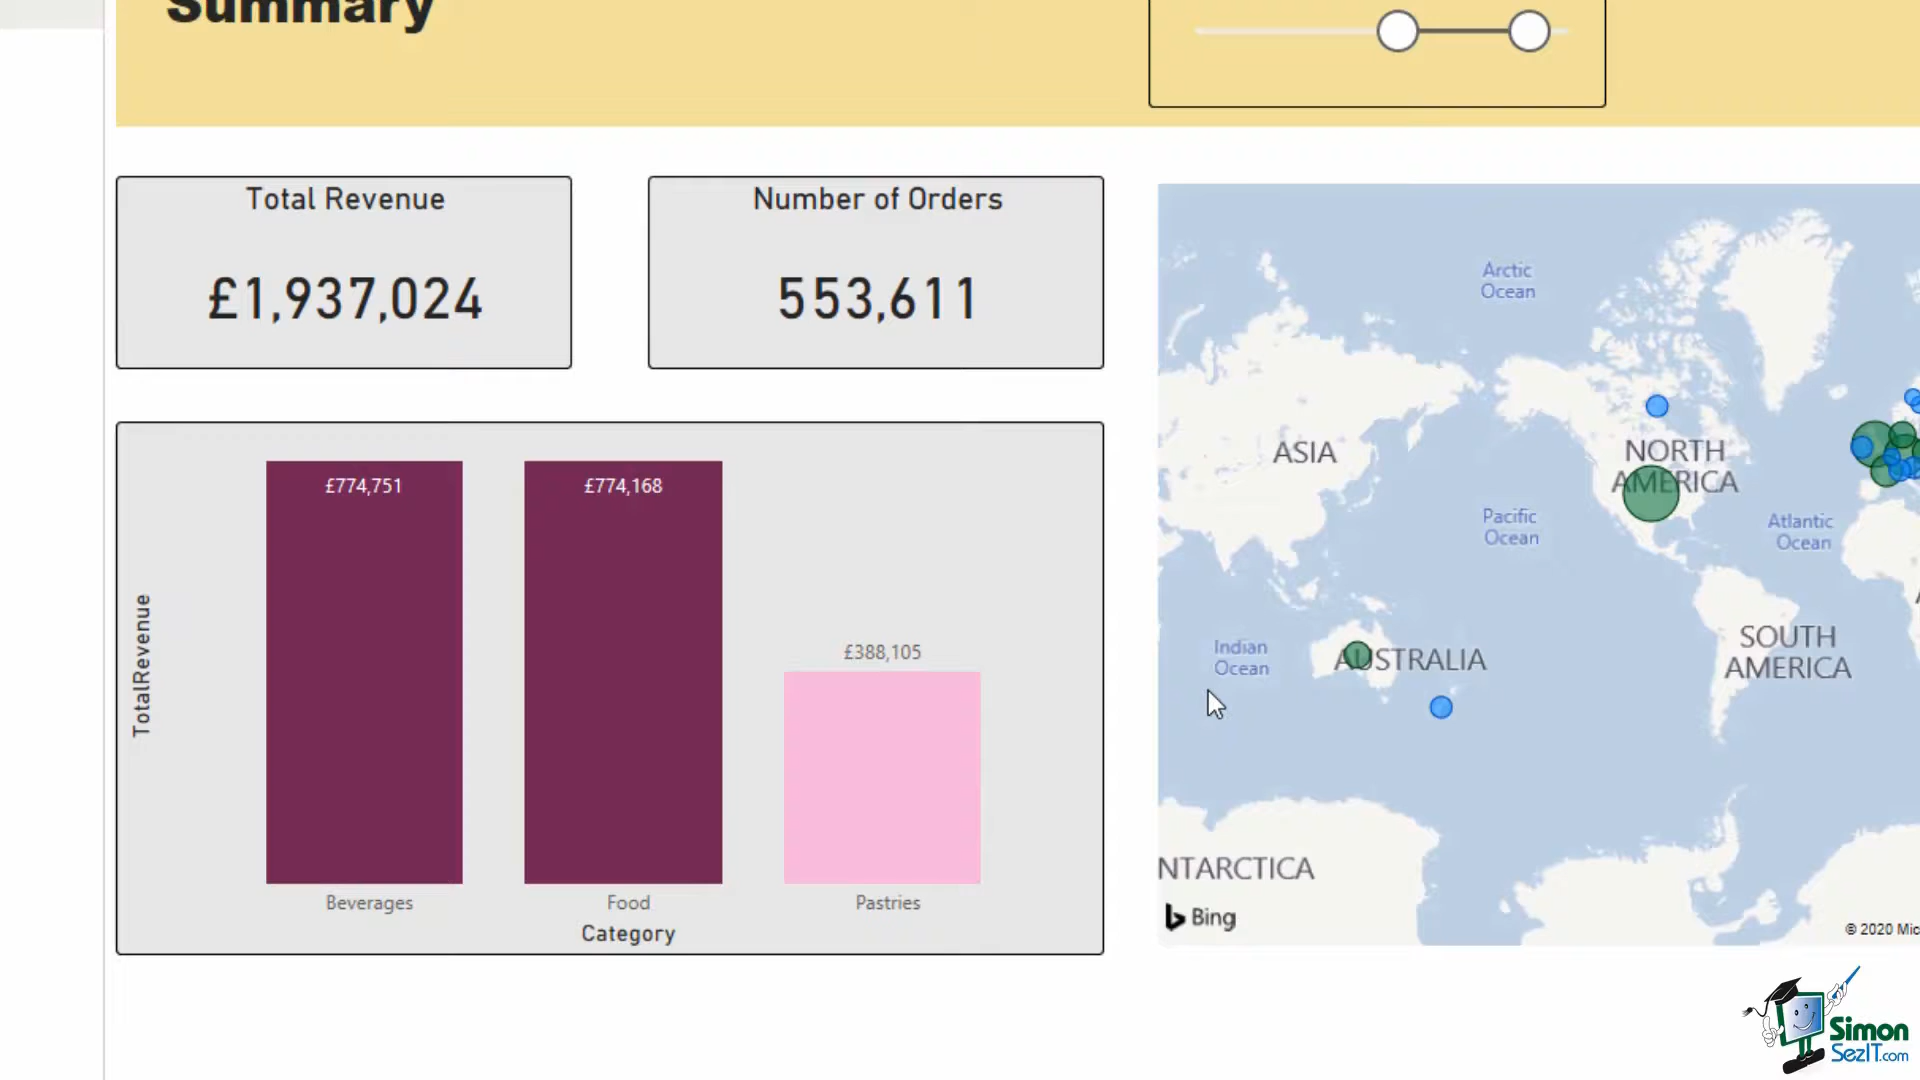 Summary
Total Revenue
£1,937,024
Number of Orders
553,611
TotalRevenue
£774,751
£774,168
£388,105
Beverages
Food
Pastries
Category
Arctic
Ocean
ASIA
NORTH
AMERICA
Pacific
Ocean
Atlantic
Ocean
Indian
Ocean
AUSTRALIA
SOUTH
AMERICA
NTARCTICA
Bing
© 2020 Mic
Simon
SezIT.com